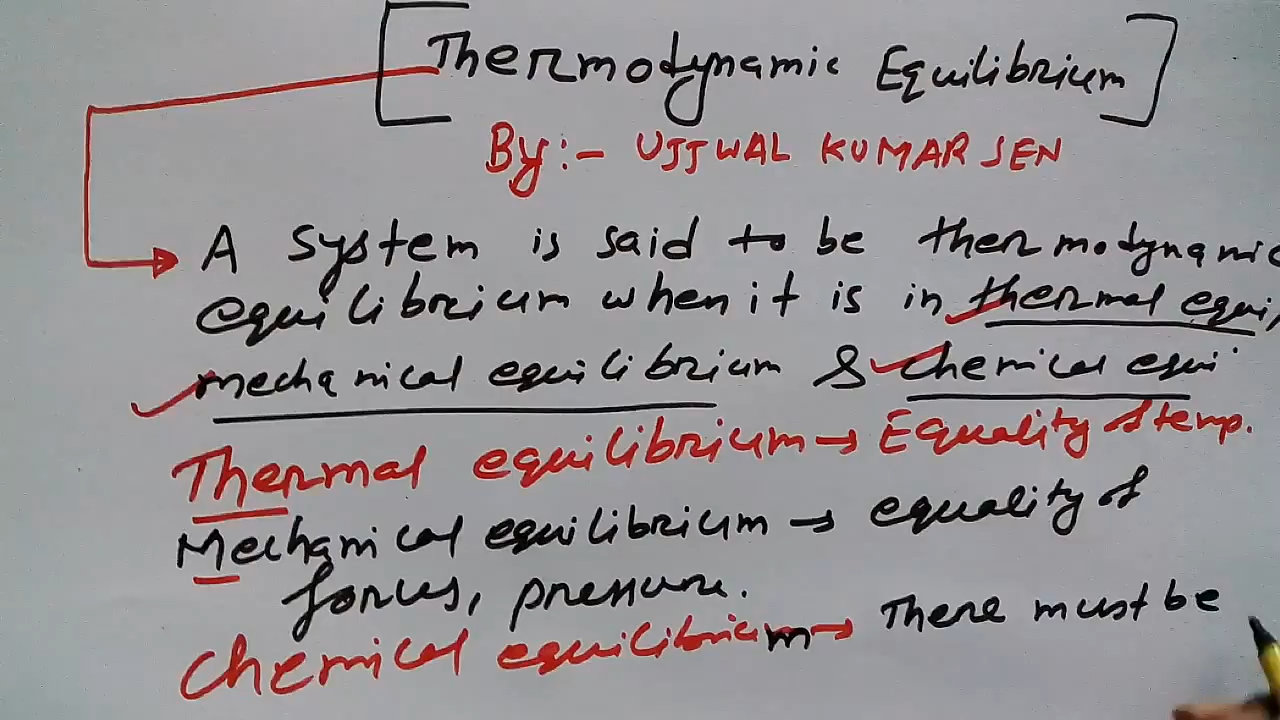 [Thermodynamic Equilibrium]
By:- UJJWAL KUMAR SEN
A system is said to be thermodynamic
equilibrium when it is in thermal equi,
mechanical equilibrium & chemical equi
Thermal equilibrium → Equality of temp.
Mechanical equilibrium → equality of
forces, pressure.
Chemical equilibrium → There must be